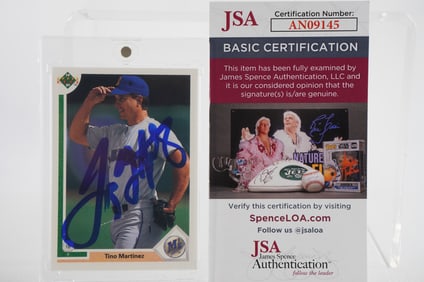 UPPER DECK
Tino Martinez
JSA
Certification Number:
AN09145
BASIC CERTIFICATION
This item has been fully examined by
James Spence Authentication, LLC and
it is our considered opinion that the
signature(s) is/are genuine.
Verify this certification by visiting
SpenceLOA.com
Follow us @jsaloa
JSA
James Spence
Authentication
follow the leader